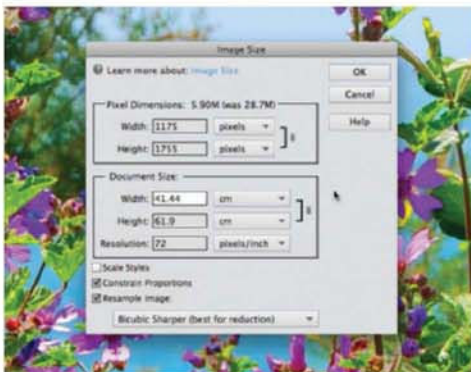 Image Size
Learn more about: Image Size
OK
Cancel
Help
Pixel Dimensions: 5.90M (was 28.7M)
Width: 1175 pixels
Height: 1755 pixels
Document Size:
Width: 41.44 cm
Height: 61.9 cm
Resolution: 72 pixels/inch
Scale Styles
Constrain Proportions
Resample Image:
Bicubic Sharper (best for reduction)